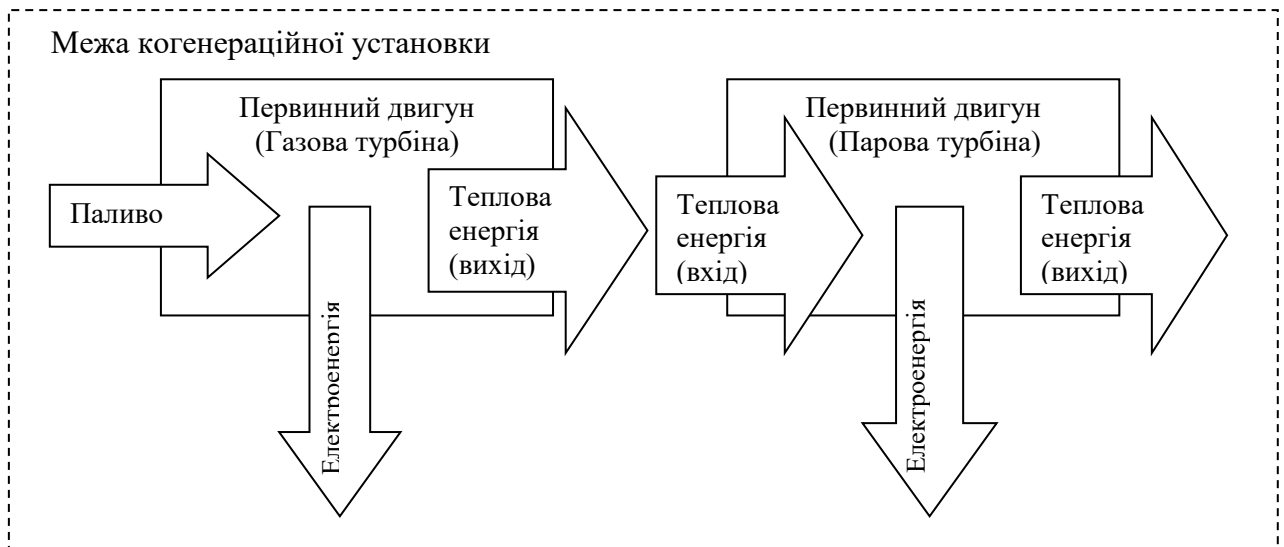 Межа когенераційної установки
Первинний двигун
(Газова турбіна)
Паливо
Теплова
енергія
(вихід)
Електроенергія
Первинний двигун
(Парова турбіна)
Теплова
енергія
(вхід)
Теплова
енергія
(вихід)
Електроенергія